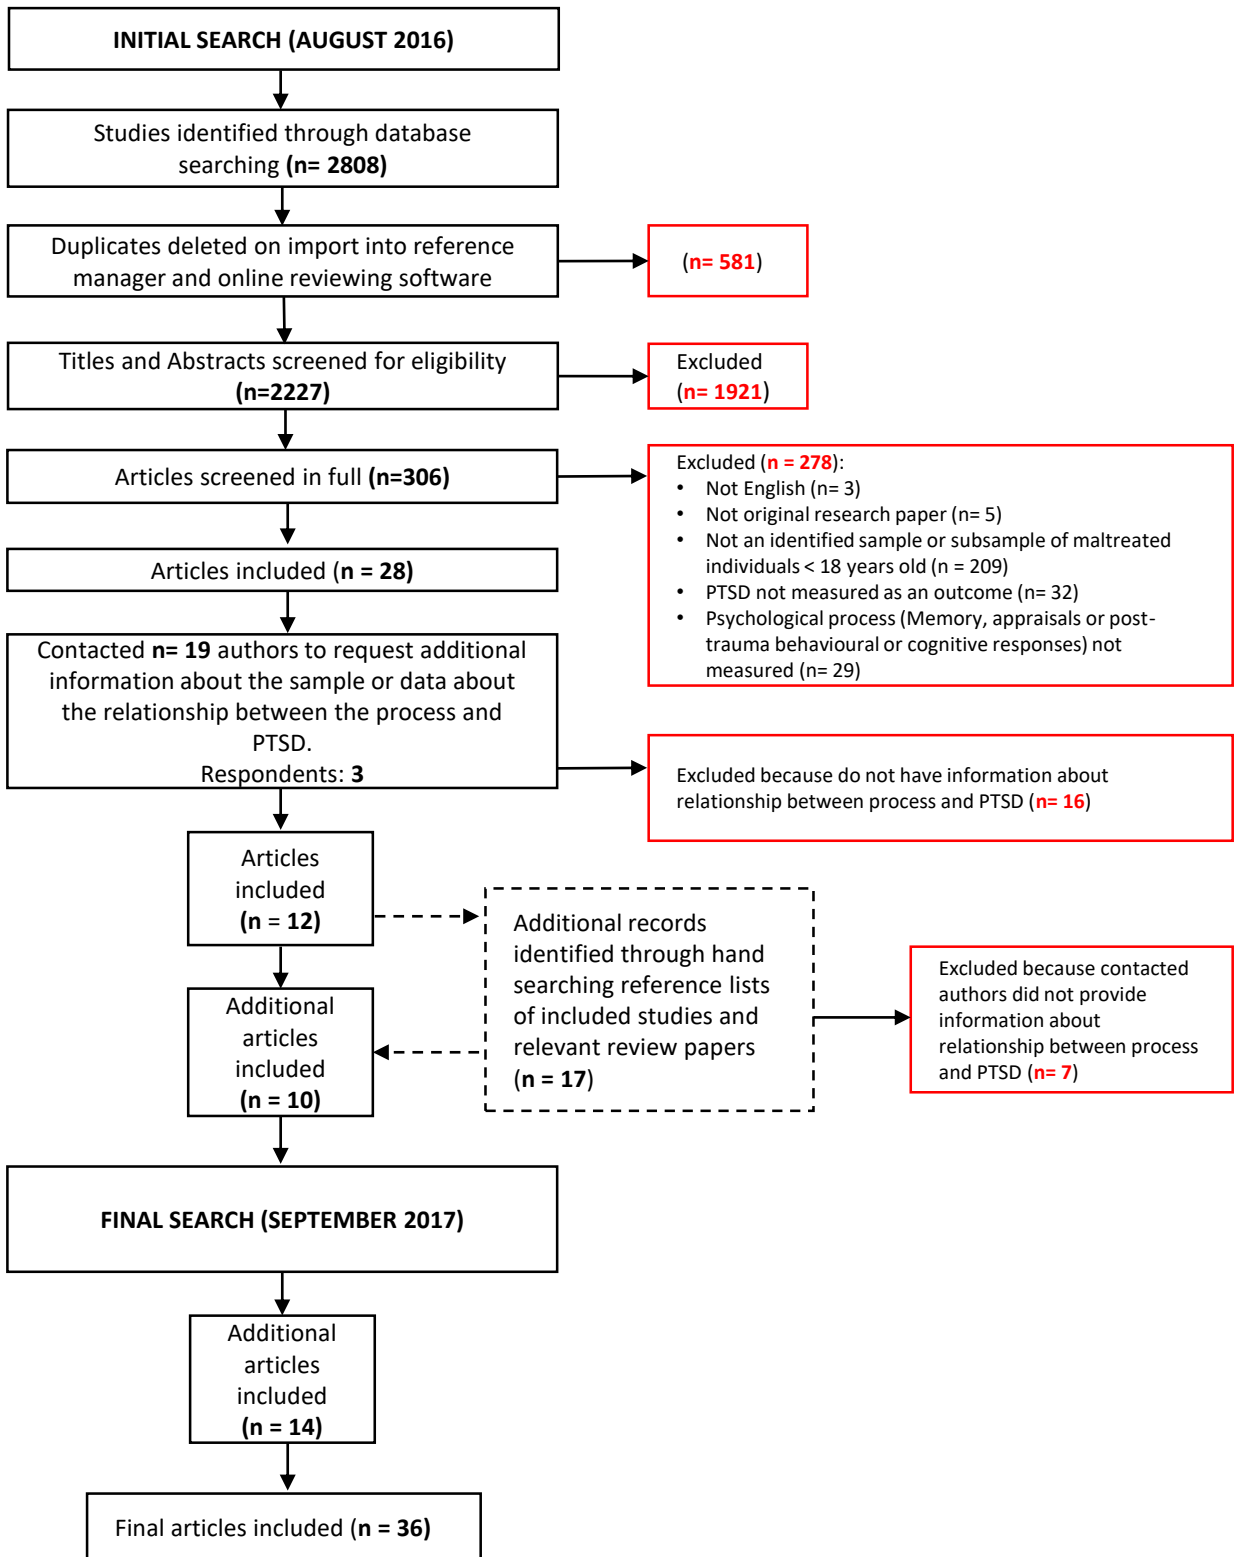 INITIAL SEARCH (AUGUST 2016)
Studies identified through database
searching (n= 2808)
Duplicates deleted on import into reference
manager and online reviewing software
(n= 581)
Titles and Abstracts screened for eligibility
(n=2227)
Excluded
(n= 1921)
Articles screened in full (n=306)
Excluded (n = 278):
• Not English (n= 3)
• Not original research paper (n= 5)
• Not an identified sample or subsample of maltreated
individuals < 18 years old (n = 209)
• PTSD not measured as an outcome (n= 32)
• Psychological process (Memory, appraisals or post-
trauma behavioural or cognitive responses) not
measured (n= 29)
Articles included (n = 28)
Contacted n= 19 authors to request additional
information about the sample or data about
the relationship between the process and
PTSD.
Respondents: 3
Excluded because do not have information about
relationship between process and PTSD (n= 16)
Articles
included
(n = 12)
Additional records
identified through hand
searching reference lists
of included studies and
relevant review papers
(n = 17)
Excluded because contacted
authors did not provide
information about
relationship between process
and PTSD (n= 7)
Additional
articles
included
(n = 10)
FINAL SEARCH (SEPTEMBER 2017)
Additional
articles
included
(n = 14)
Final articles included (n = 36)